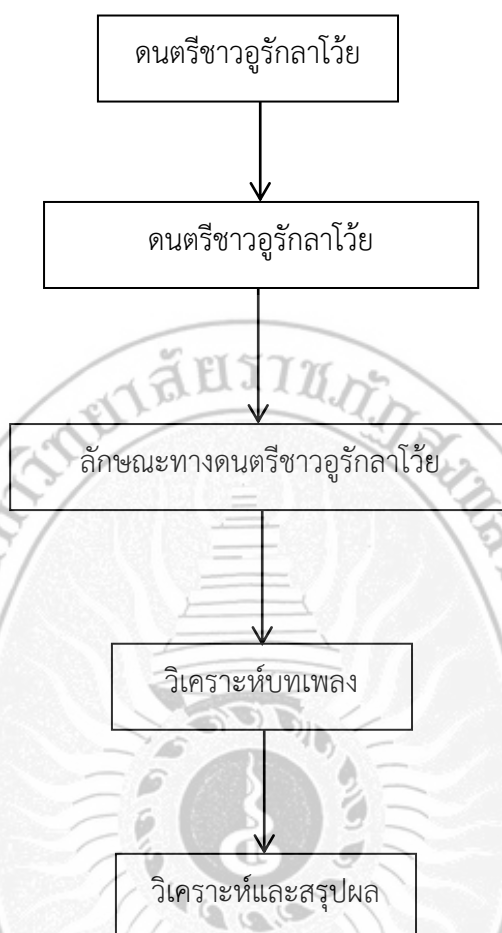 ดนตรีชาวอูรักลาโว้ย
ดนตรีชาวอูรักลาโว้ย
ลักษณะทางดนตรีชาวอูรักลาโว้ย
วิเคราะห์บทเพลง
วิเคราะห์และสรุปผล